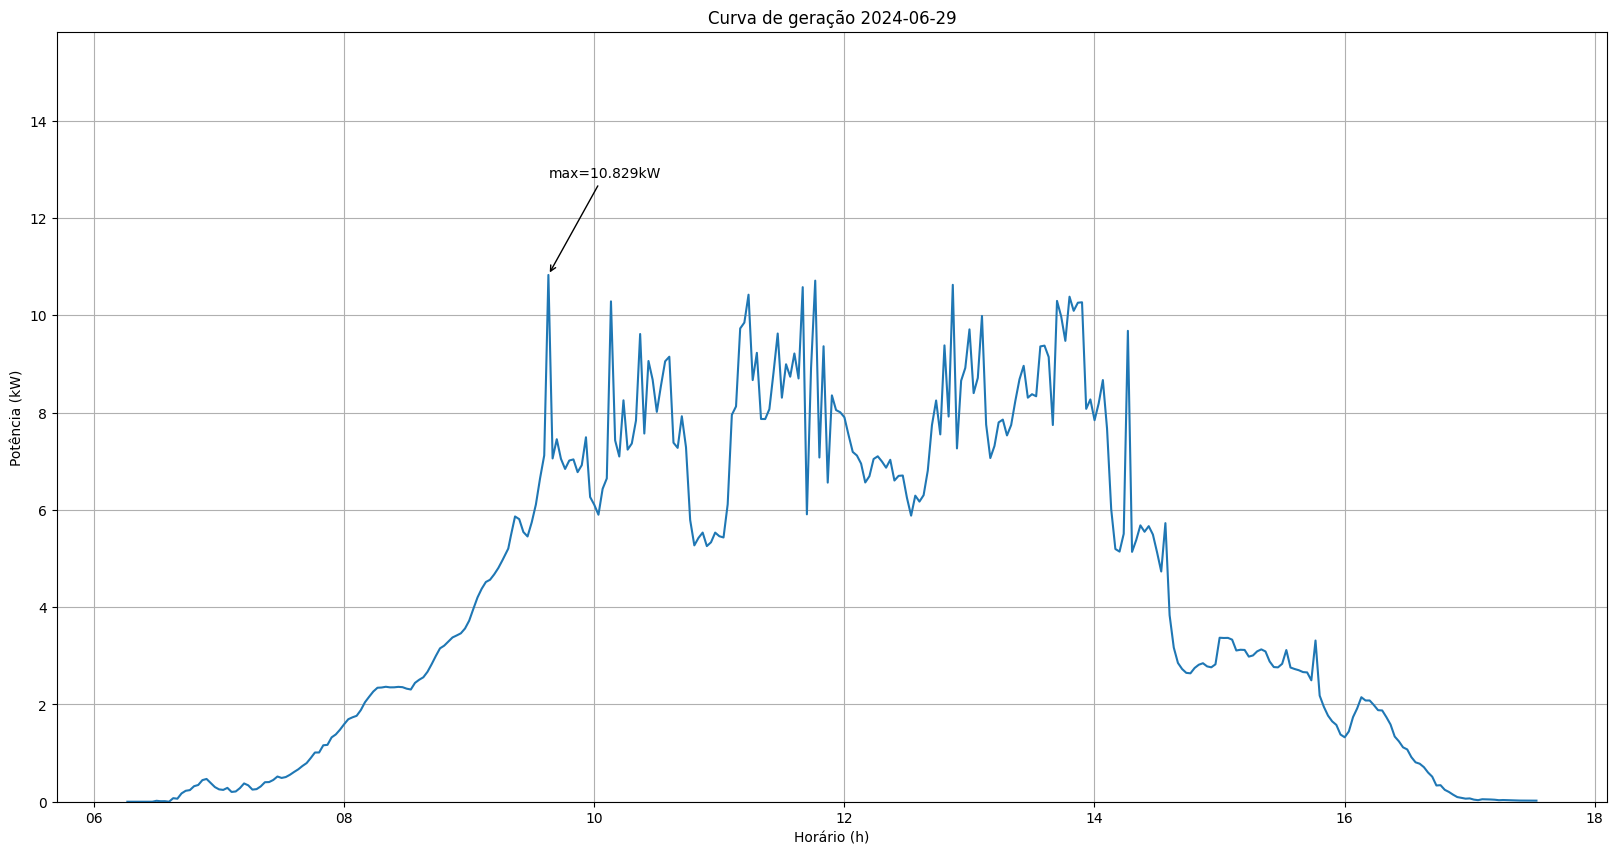 Curva de geração 2024-06-29
Potência (kW)
14
12
10
8
6
4
2
0
max=10.829kW
06 08 10 12 14 16 18
Horário (h)